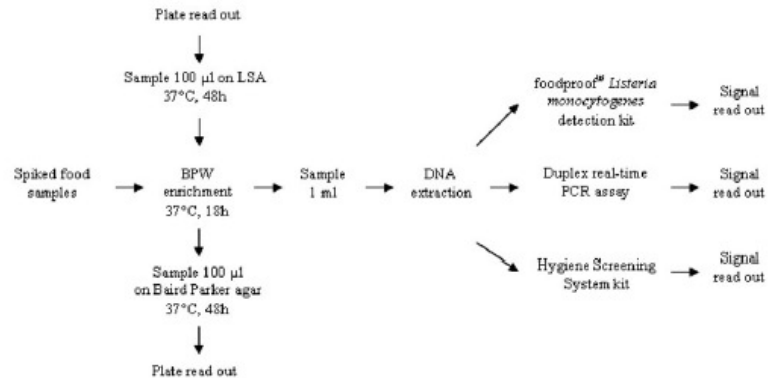 Plate read out
Sample 100 µl on LSA
37°C, 48h
Spiked food
samples
BPW
enrichment
37°C, 18h
Sample
1 ml
DNA
extraction
foodproof® Listeria
monocytogenes
detection kit
Signal
read out
Duplex real-time
PCR assay
Signal
read out
Hygiene Screening
System kit
Signal
read out
Sample 100 µl
on Baird Parker agar
37°C, 48h
Plate read out